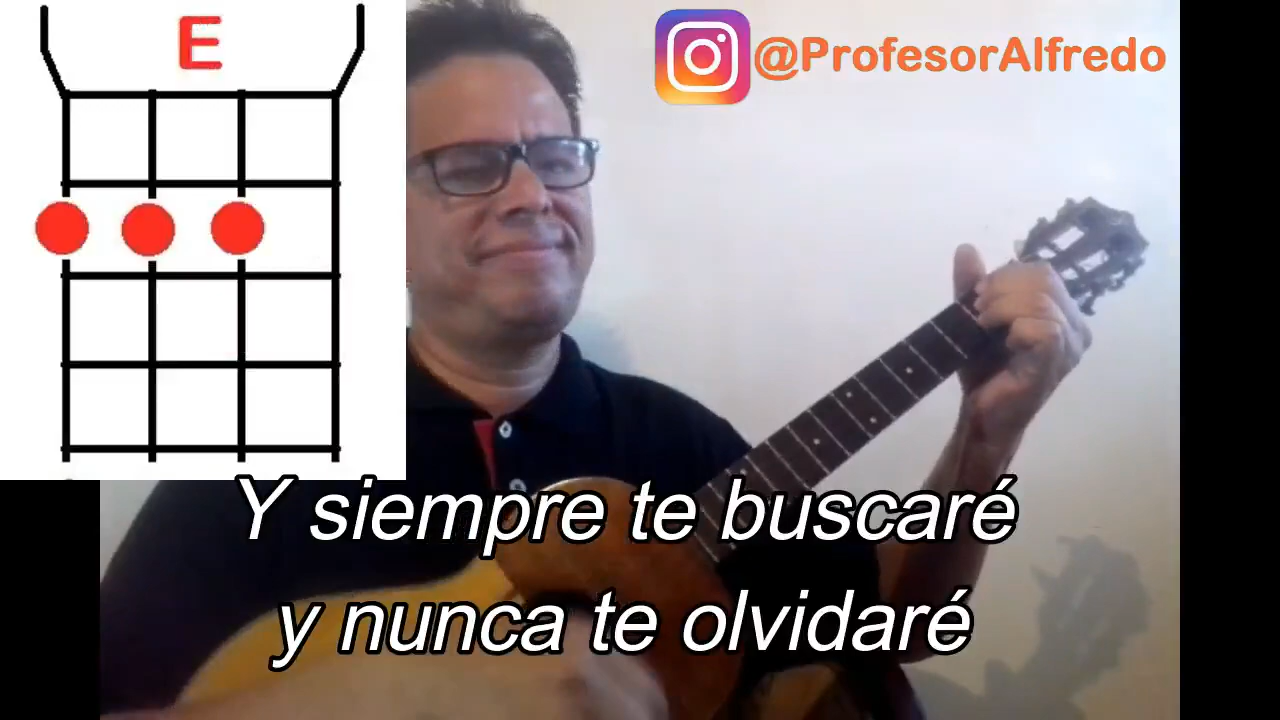 E
@ProfesorAlfredo
Y siempre te buscaré
y nunca te olvidaré